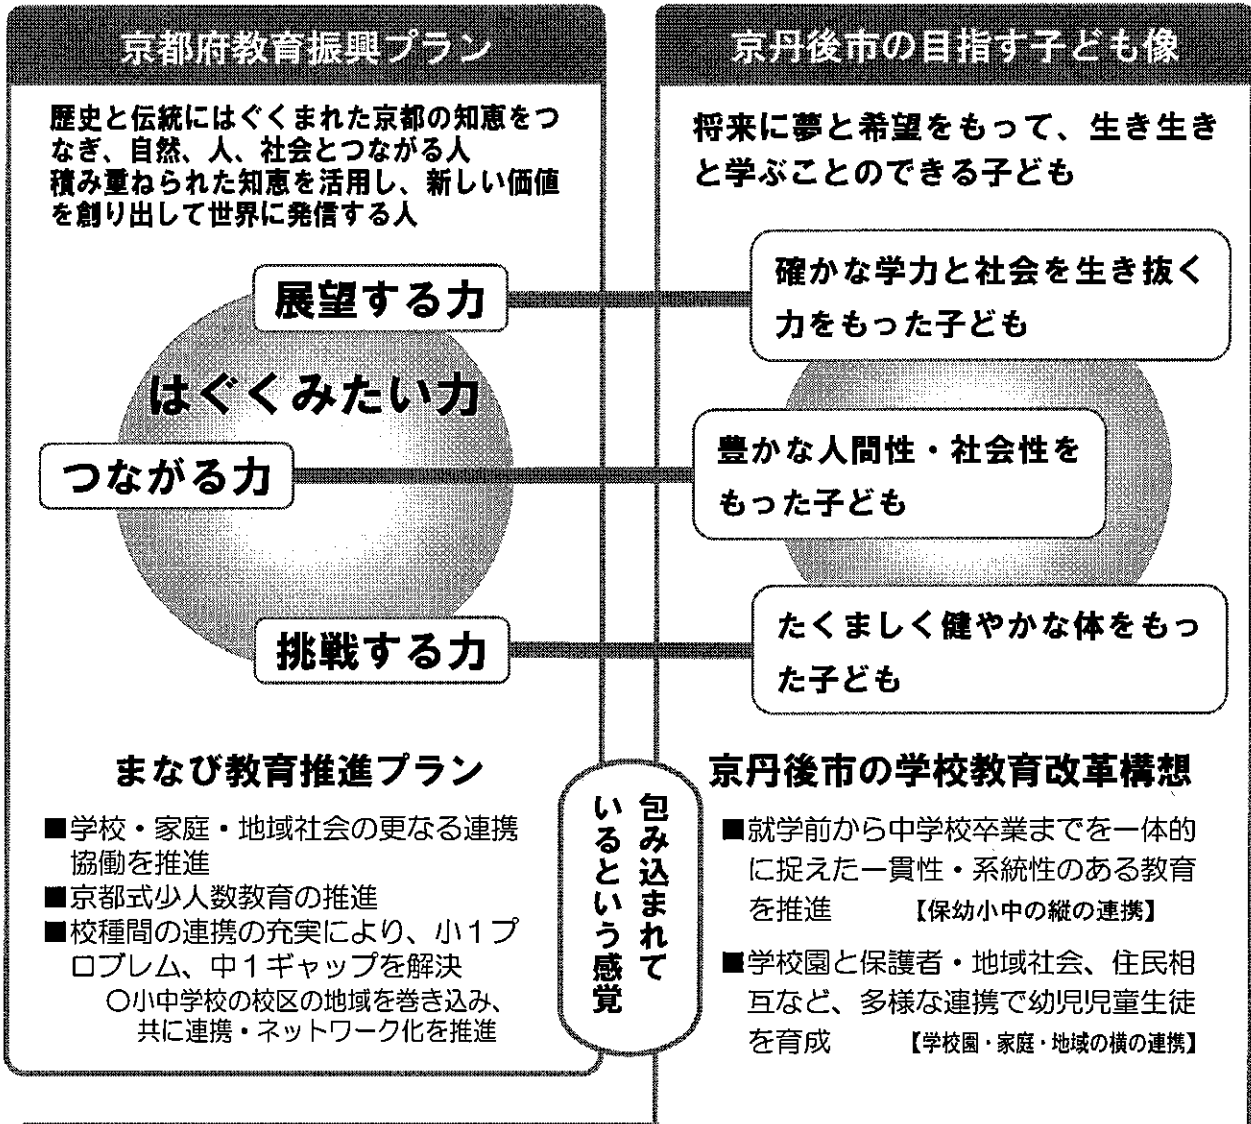 京都府教育振興プラン
歴史と伝統にはぐくまれた京都の知恵をつ
なぎ、自然、人、社会とつながる人
積み重ねられた知恵を活用し、新しい価値
を創り出して世界に発信する人
展望する力
はぐくみたい力
つながる力
挑戦する力
まなび教育推進プラン
■学校・家庭・地域社会の更なる連携
協働を推進
■京都式少人数教育の推進
■校種間の連携の充実により、小1プ
ロブレム、中1ギャップを解決
〇小中学校の校区の地域を巻き込み、
共に連携・ネットワーク化を推進
包み込まれて
いるという感覚
京丹後市の目指す子ども像
将来に夢と希望をもって、生き生き
と学ぶことのできる子ども
確かな学力と社会を生き抜く
力をもった子ども
豊かな人間性・社会性を
もった子ども
たくましく健やかな体をもっ
た子ども
京丹後市の学校教育改革構想
■就学前から中学校卒業までを一体的
に捉えた一貫性・系統性のある教育
を推進 【保幼小中の縦の連携】
■学校園と保護者・地域社会、住民相
互など、多様な連携で幼児児童生徒
を育成 【学校園・家庭・地域の横の連携】